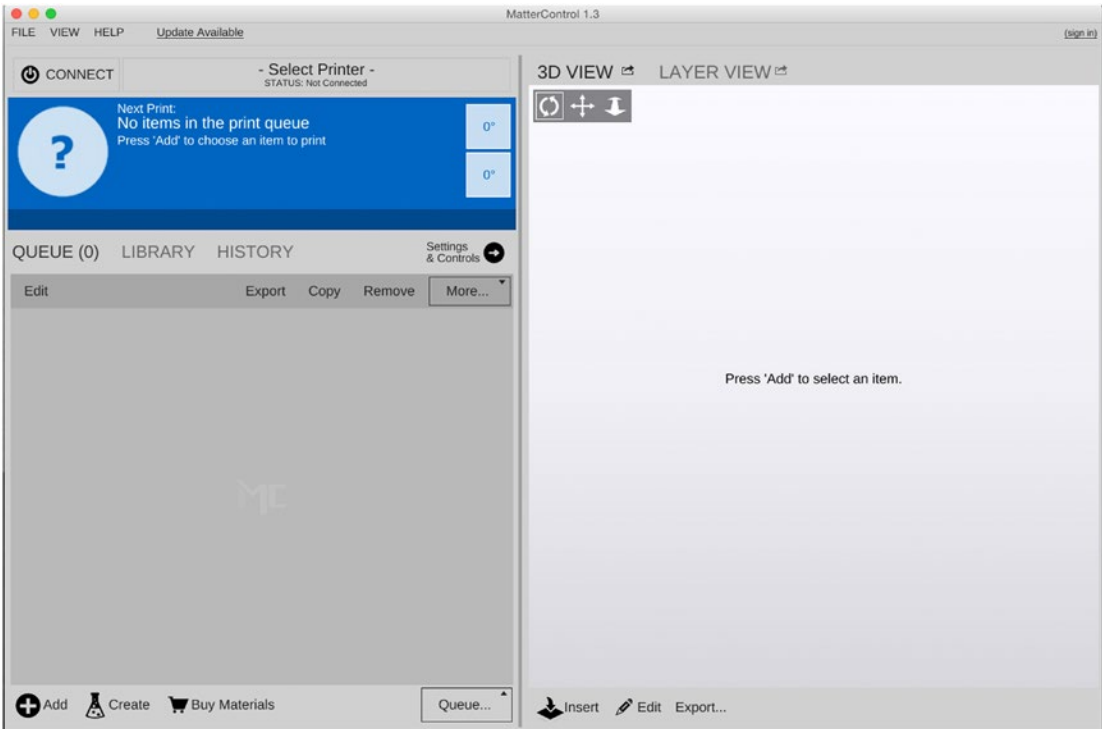 MatterControl 1.3
FILE VIEW HELP Update Available (sign in)
CONNECT
- Select Printer -
STATUS: Not Connected
Next Print:
No items in the print queue
Press 'Add' to choose an item to print
?
0°
0°
QUEUE (0) LIBRARY HISTORY
Settings
& Controls
Edit Export Copy Remove More...
MC
Add Create Buy Materials Queue...
3D VIEW LAYER VIEW
Press 'Add' to select an item.
Insert Edit Export...